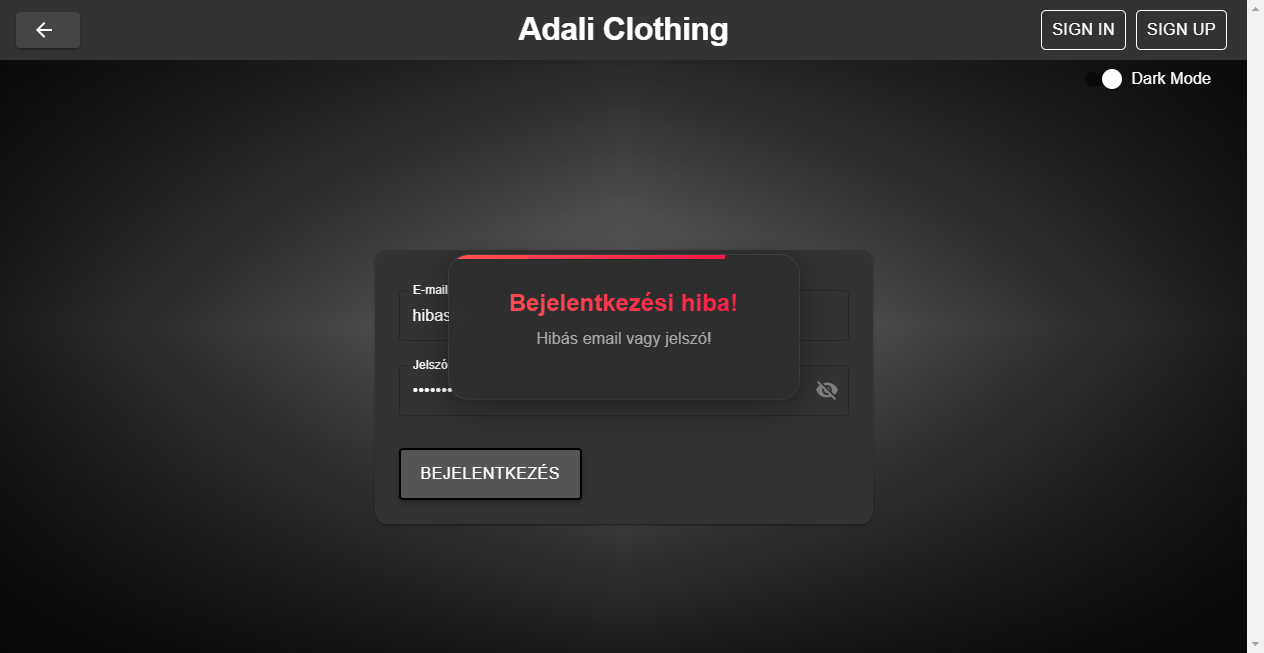 Adali Clothing
SIGN IN
SIGN UP
Dark Mode
E-mail
hibas
Bejelentkezési hiba!
Hibás email vagy jelszó!
Jelszó
•••••••
BEJELENTKEZÉS